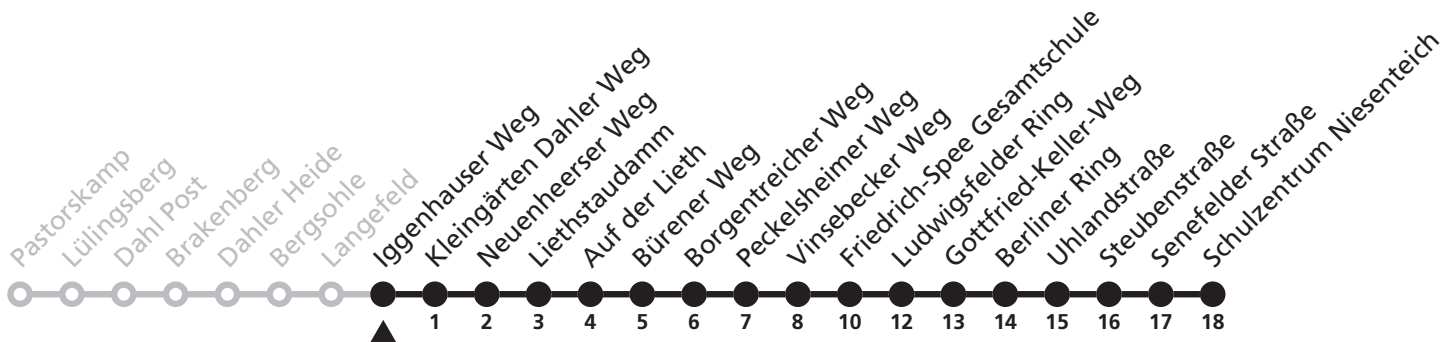 Pastorskamp
Lülingsberg
Dahl Post
Brakenberg
Dahler Heide
Bergsohle
Langefeld
Iggenhauser Weg
Kleingärten Dahler Weg
Neuenheerser Weg
Liethstaudamm
Auf der Lieth
Bürener Weg
Borgentreicher Weg
Peckelsheimer Weg
Vinsebecker Weg
Friedrich-Spee Gesamtschule
Ludwigsfelder Ring
Gottfried-Keller-Weg
Berliner Ring
Uhlandstraße
Steubenstraße
Senefelder Straße
Schulzentrum Niesenteich
1 2 3 4 5 6 7 8 10 12 13 14 15 16 17 18